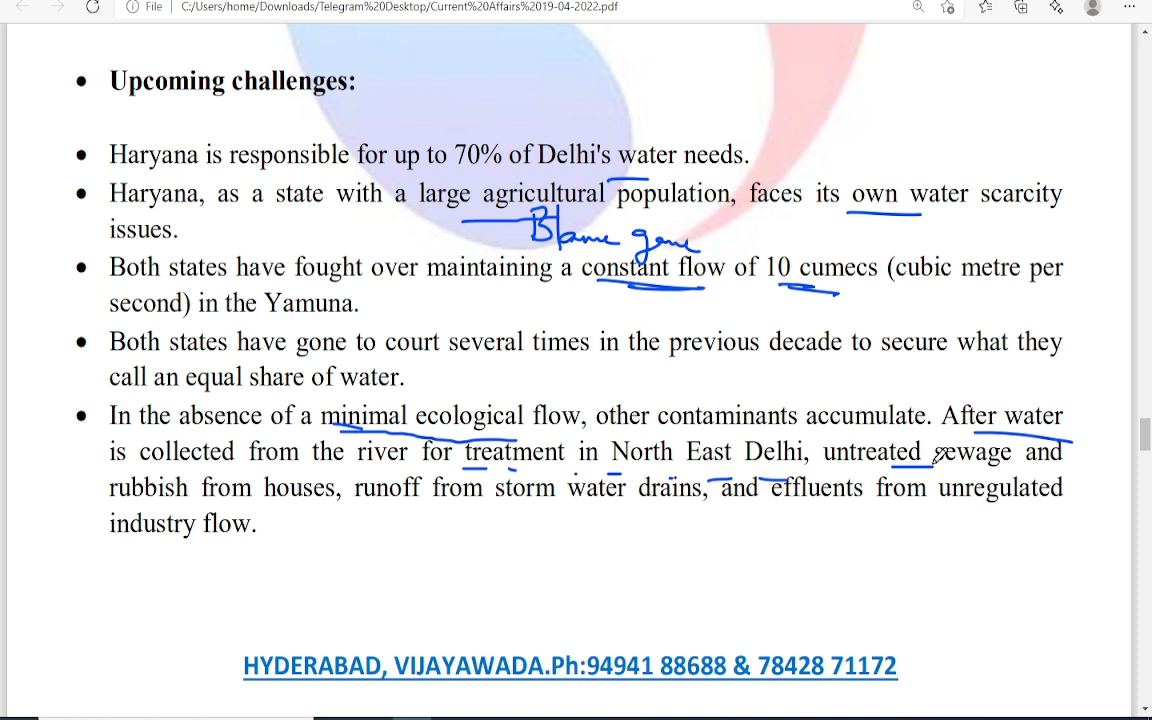 File | C:/Users/home/Downloads/Telegram%20Desktop/Current%20Affairs%2019-04-2022.pdf
• Upcoming challenges:
• Haryana is responsible for up to 70% of Delhi's water needs.
• Haryana, as a state with a large agricultural population, faces its own water scarcity
issues.
Blame game
• Both states have fought over maintaining a constant flow of 10 cumecs (cubic metre per
second) in the Yamuna.
• Both states have gone to court several times in the previous decade to secure what they
call an equal share of water.
• In the absence of a minimal ecological flow, other contaminants accumulate. After water
is collected from the river for treatment in North East Delhi, untreated sewage and
rubbish from houses, runoff from storm water drains, and effluents from unregulated
industry flow.
HYDERABAD, VIJAYAWADA.Ph:94941 88688 & 78428 71172